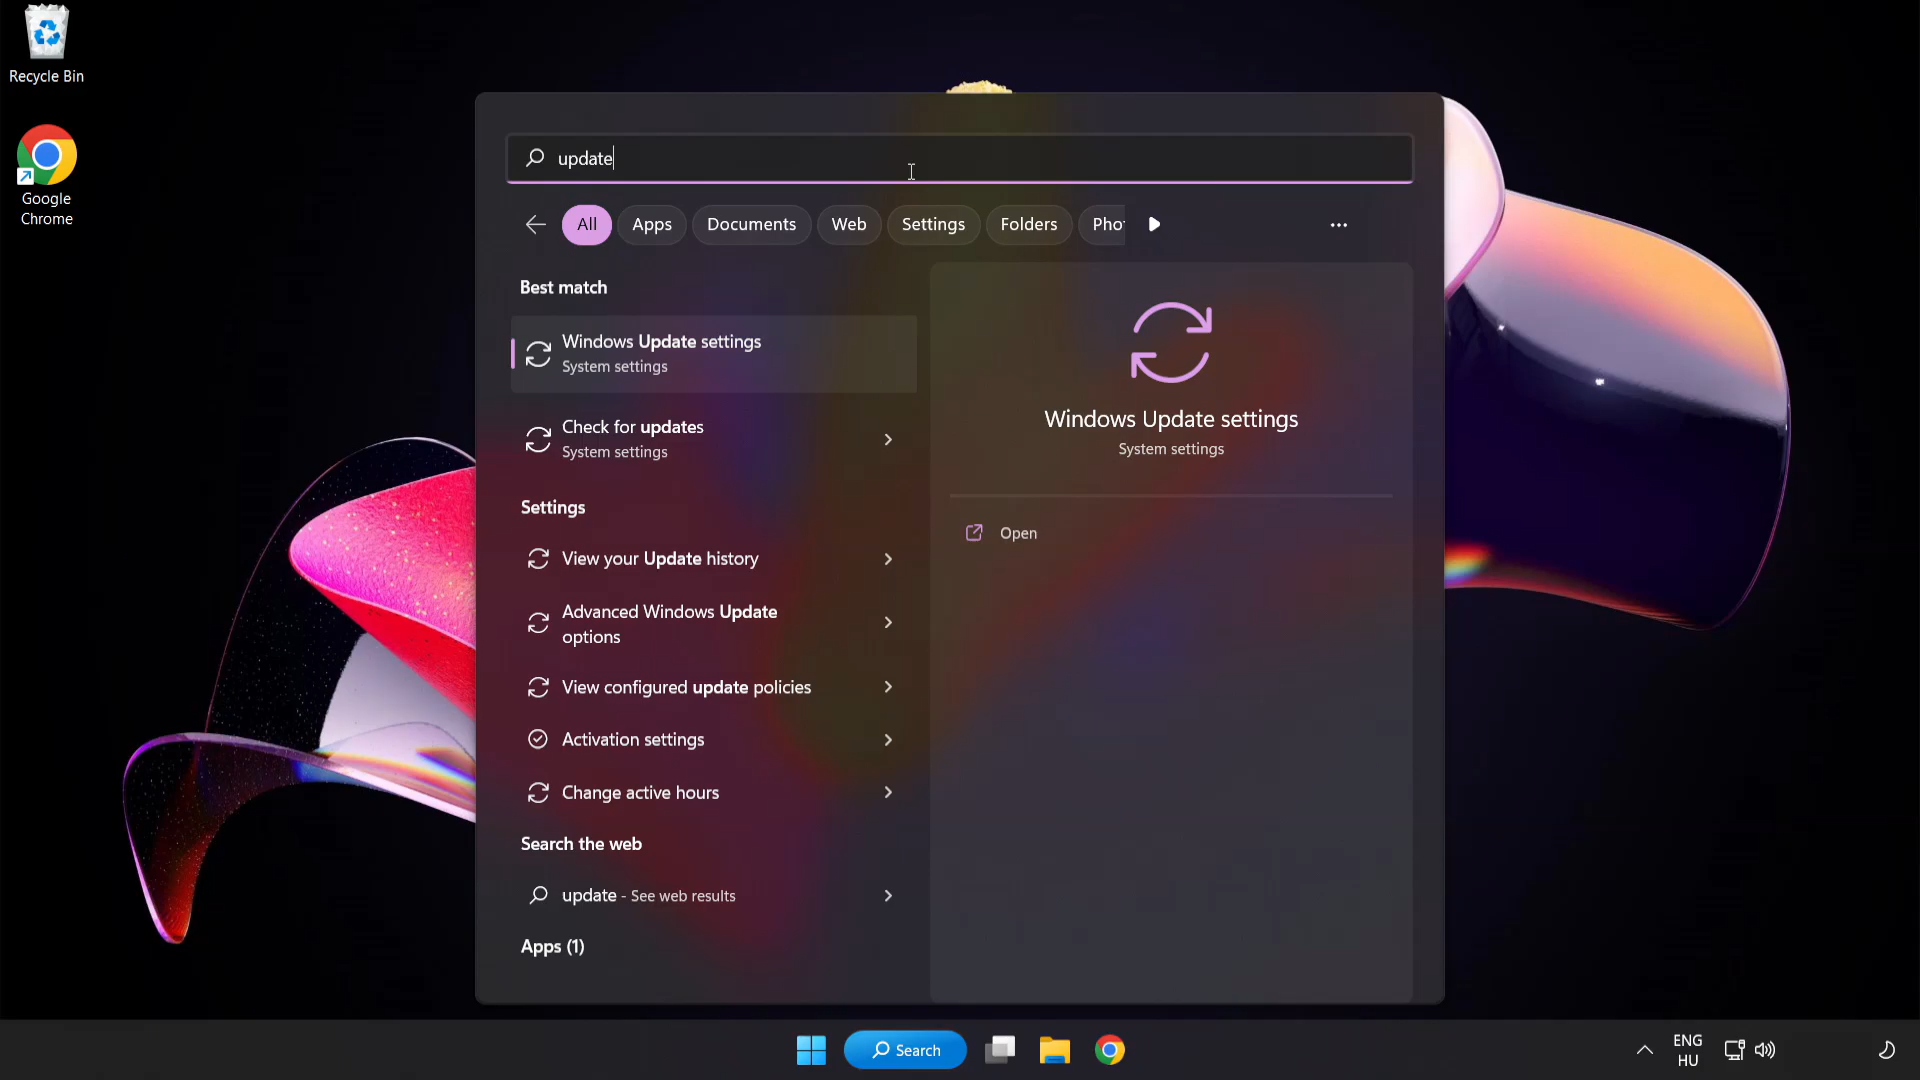 Recycle Bin
Google
Chrome
update
All
Apps
Documents
Web
Settings
Folders
Best match
Windows Update settings
System settings
Check for updates
System settings
Settings
View your Update history
Advanced Windows Update
options
View configured update policies
Activation settings
Change active hours
Search the web
update - See web results
Apps (1)
Windows Update settings
System settings
Open
Search
ENG
HU